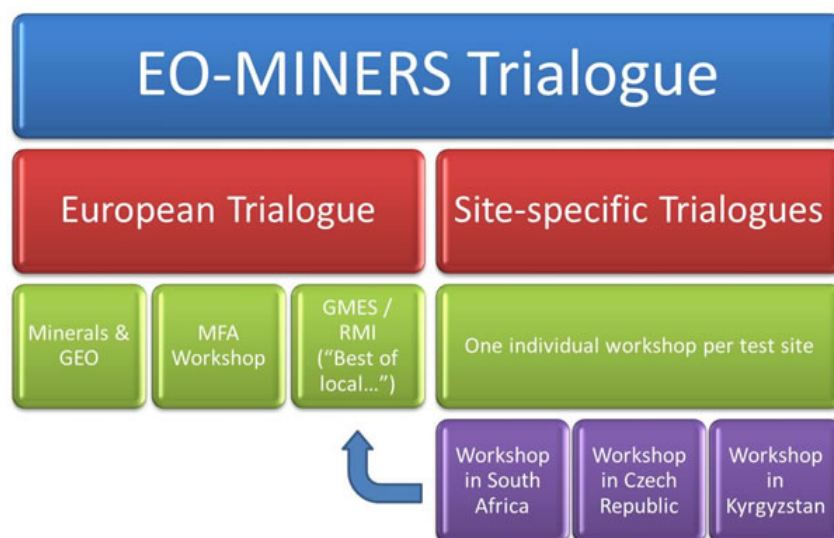 EO-MINERS Trialogue
European Trialogue
Site-specific Trialogues
Minerals &
GEO
MFA
Workshop
GMES /
RMI
(“Best of
local...”)
One individual workshop per test site
Workshop
in South
Africa
Workshop
in Czech
Republic
Workshop
in
Kyrgyzstan